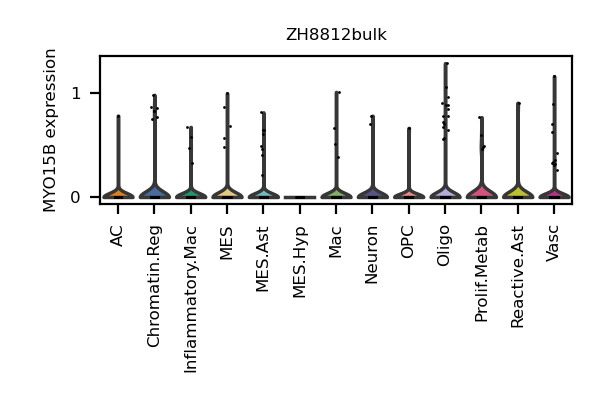 ZH8812bulk
MYO15B expression
1
0
AC
Chromatin.Reg
Inflammatory.Mac
MES
MES.Ast
MES.Hyp
Mac
Neuron
OPC
Oligo
Prolif.Metab
Reactive.Ast
Vasc